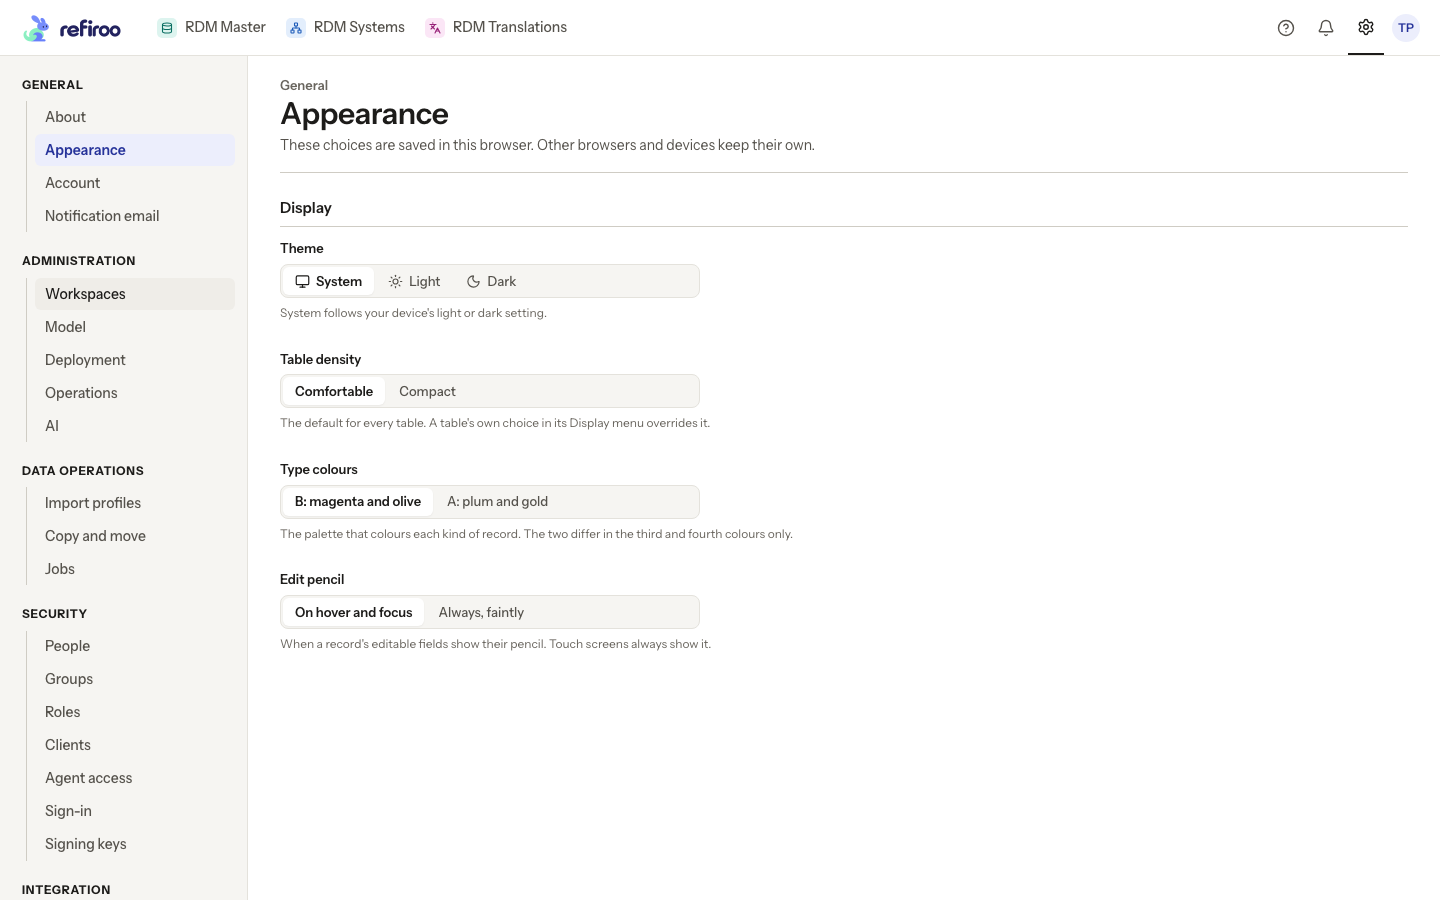 refiroo
RDM Master
RDM Systems
RDM Translations
TP
GENERAL
About
Appearance
Account
Notification email
ADMINISTRATION
Workspaces
Model
Deployment
Operations
AI
DATA OPERATIONS
Import profiles
Copy and move
Jobs
SECURITY
People
Groups
Roles
Clients
Agent access
Sign-in
Signing keys
INTEGRATION
General
Appearance
These choices are saved in this browser. Other browsers and devices keep their own.
Display
Theme
System Light Dark
System follows your device's light or dark setting.
Table density
Comfortable Compact
The default for every table. A table's own choice in its Display menu overrides it.
Type colours
B: magenta and olive A: plum and gold
The palette that colours each kind of record. The two differ in the third and fourth colours only.
Edit pencil
On hover and focus Always, faintly
When a record's editable fields show their pencil. Touch screens always show it.